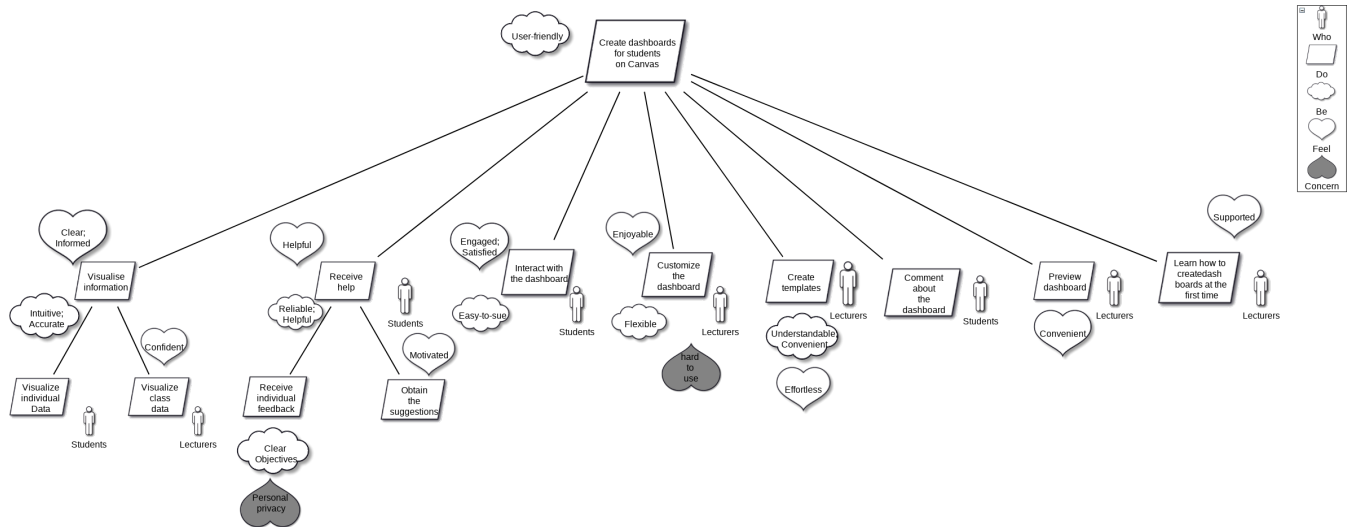 User-friendly
Create dashboards
for students
on Canvas
Who
Do
Be
Feel
Concern
Clear;
Informed
Visualise
information
Intuitive;
Accurate
Confident
Visualize
individual
Data
Students
Visualize
class
data
Lecturers
Helpful
Receive
help
Students
Reliable;
Helpful
Motivated
Receive
individual
feedback
Obtain
the
suggestions
Clear
Objectives
Personal
privacy
Engaged;
Satisfied
Interact with
the dashboard
Easy-to-sue
Students
Enjoyable
Customize
the
dashboard
Flexible
Lecturers
hard
to
use
Create
templates
Lecturers
Understandable;
Convenient
Effortless
Comment
about
the
dashboard
Students
Preview
dashboard
Lecturers
Convenient
Supported
Learn how to
createdash
boards at the
first time
Lecturers